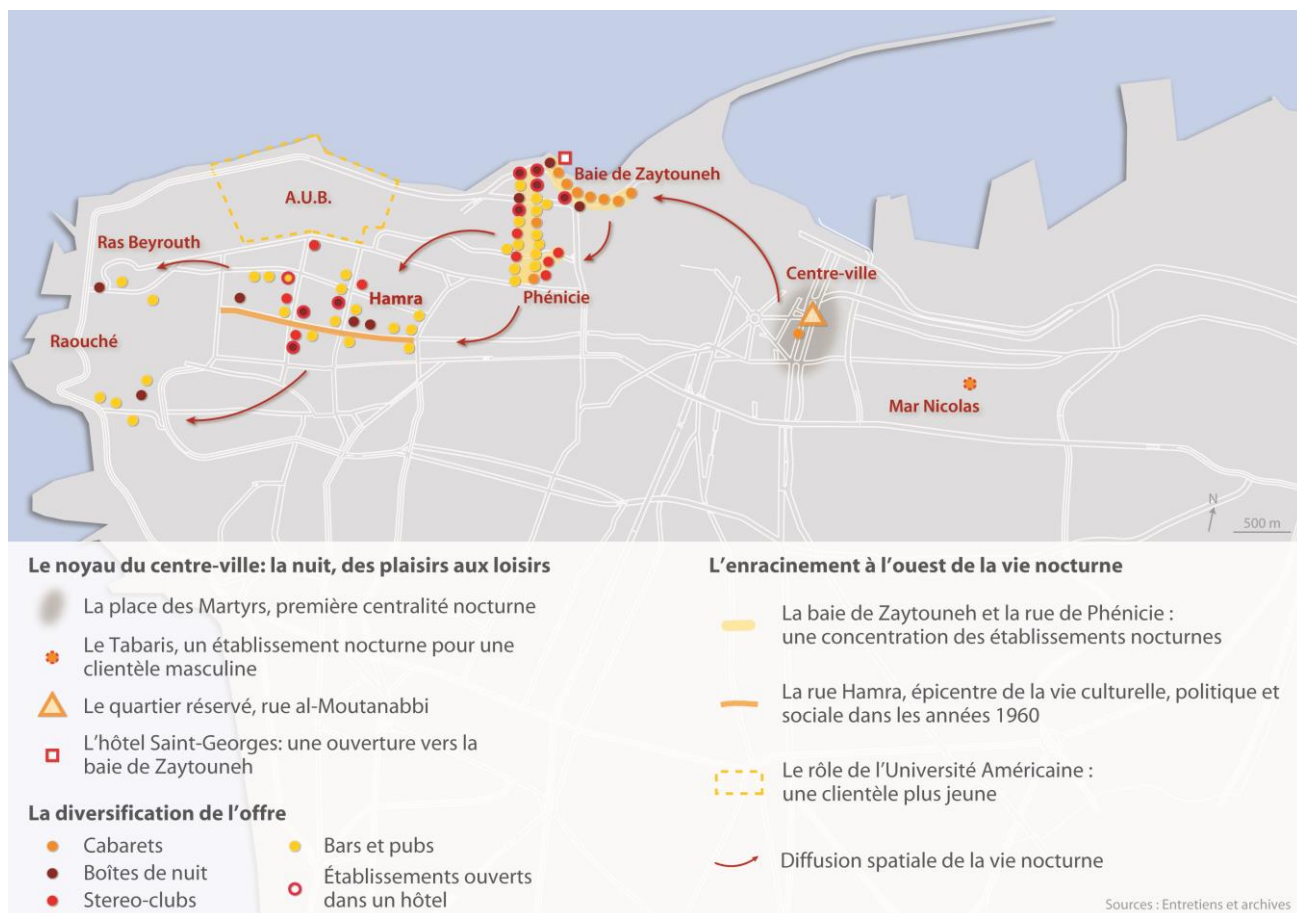 Baie de Zaytouneh
A.U.B.
Ras Beyrouth
Centre-ville
Hamra
Phénicie
Raouché
Mar Nicolas
N
500 m
Le noyau du centre-ville: la nuit, des plaisirs aux loisirs
La place des Martyrs, première centralité nocturne
Le Tabaris, un établissement nocturne pour une
clientèle masculine
Le quartier réservé, rue al-Moutanabbi
L'hôtel Saint-Georges: une ouverture vers la
baie de Zaytouneh
La diversification de l'offre
Cabarets
Boîtes de nuit
Stereo-clubs
Bars et pubs
Établissements ouverts
dans un hôtel
L'enracinement à l'ouest de la vie nocturne
La baie de Zaytouneh et la rue de Phénicie :
une concentration des établissements nocturnes
La rue Hamra, épicentre de la vie culturelle, politique et
sociale dans les années 1960
Le rôle de l'Université Américaine :
une clientèle plus jeune
Diffusion spatiale de la vie nocturne
Sources : Entretiens et archives